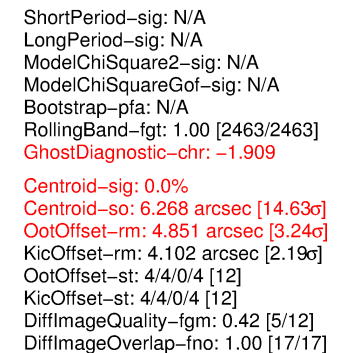 ShortPeriod−sig: N/A
LongPeriod−sig: N/A
ModelChiSquare2−sig: N/A
ModelChiSquareGof−sig: N/A
Bootstrap−pfa: N/A
RollingBand−fgt: 1.00 [2463/2463]
GhostDiagnostic−chr: −1.909
Centroid−sig: 0.0%
Centroid−so: 6.268 arcsec [14.63σ]
OotOffset−rm: 4.851 arcsec [3.24σ]
KicOffset−rm: 4.102 arcsec [2.19σ]
OotOffset−st: 4/4/0/4 [12]
KicOffset−st: 4/4/0/4 [12]
DiffImageQuality−fgm: 0.42 [5/12]
DiffImageOverlap−fno: 1.00 [17/17]